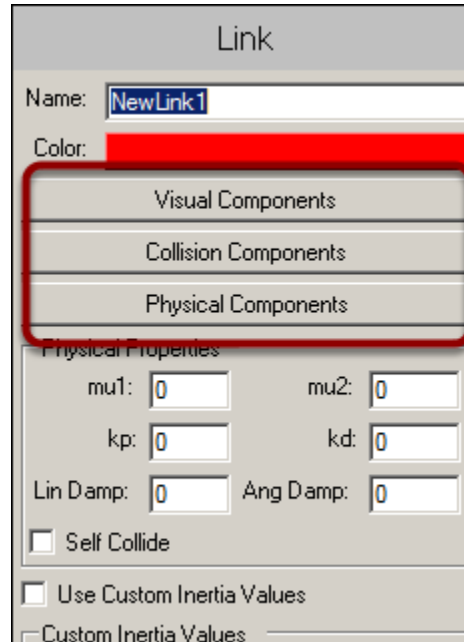 Link
Name: NewLink1
Color:
Visual Components
Collision Components
Physical Components
Physical Properties
mu1: 0 mu2: 0
kp: 0 kd: 0
Lin Damp: 0 Ang Damp: 0
Self Collide
Use Custom Inertia Values
Custom Inertia Values